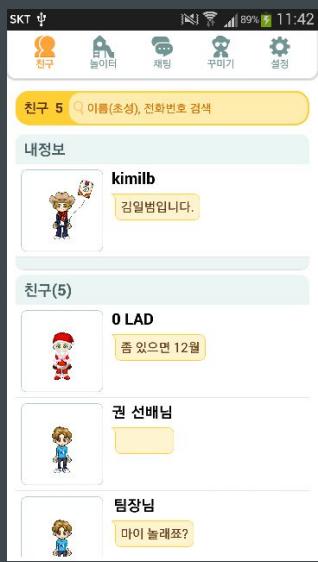 SKT 89% 11:42
친구 놀이터 채팅 꾸미기 설정
친구 5 이름(초성), 전화번호 검색
내정보
kimilb
김일범입니다.
친구(5)
0 LAD
좀 있으면 12월
권 선배님
팀장님
마이 놀래쬬?